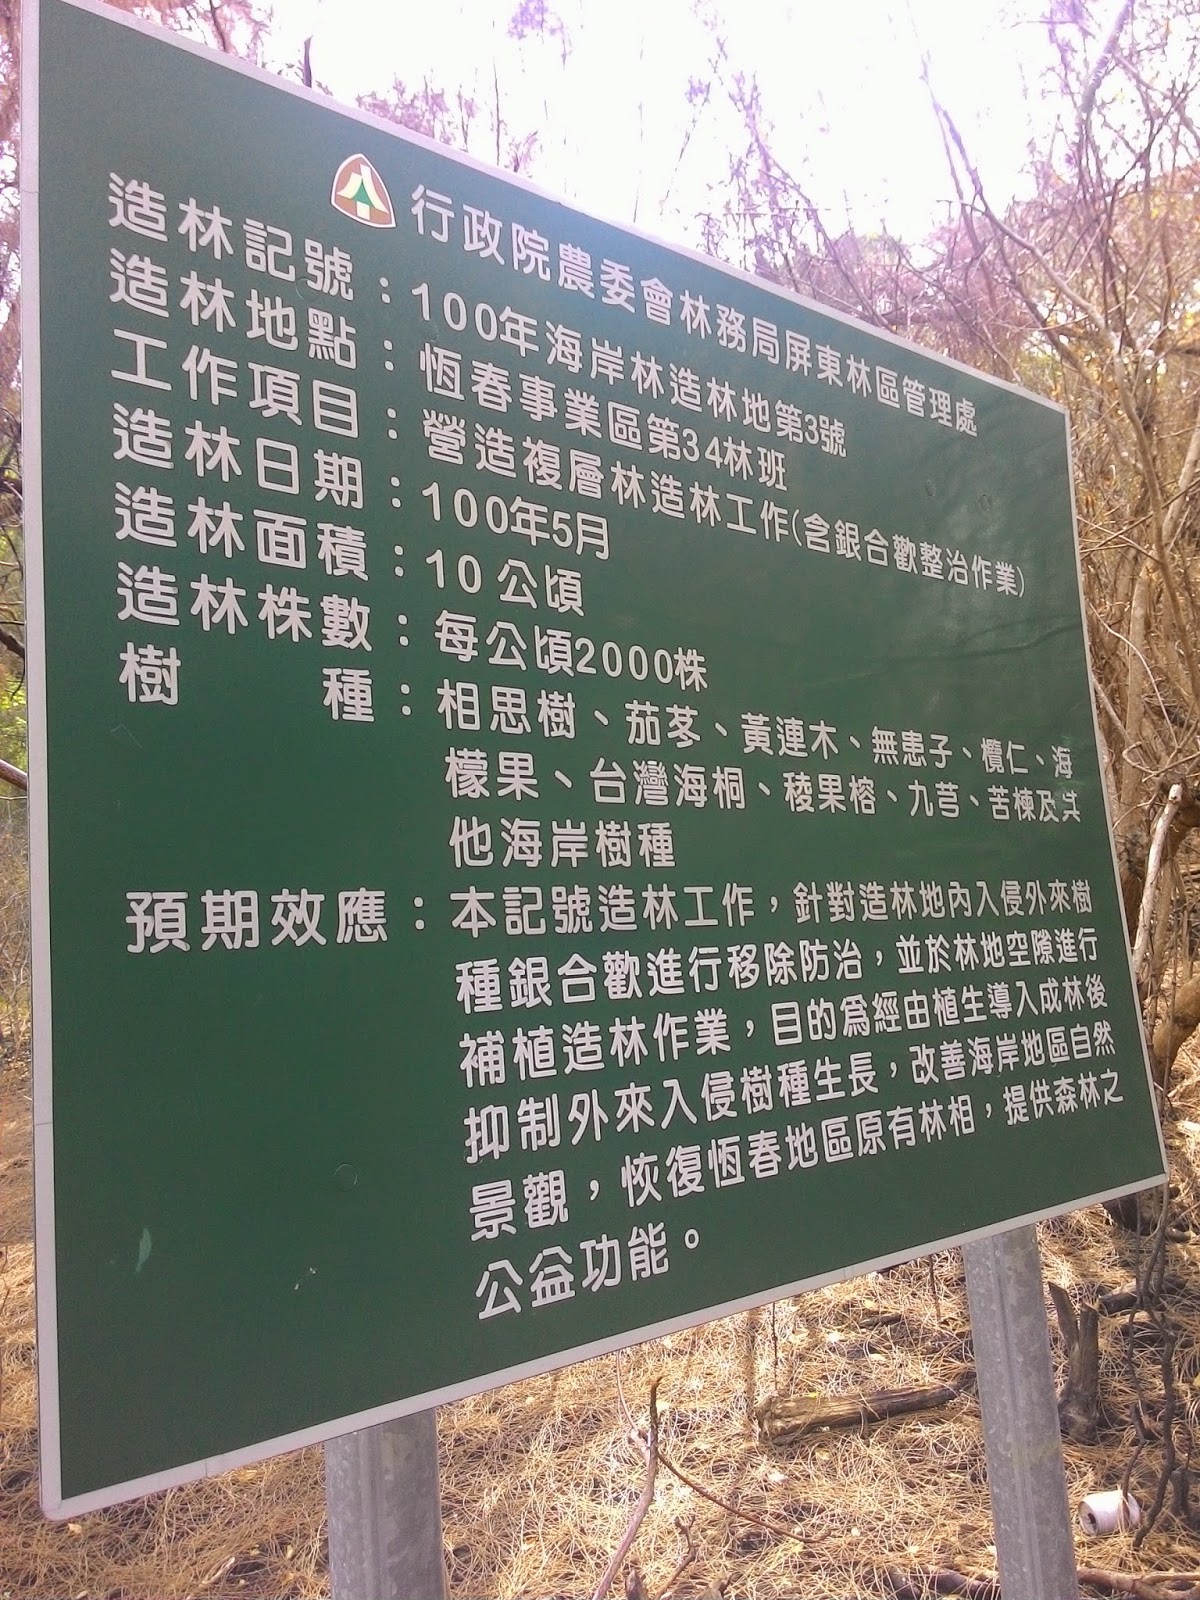 行政院農委會林務局屏東林區管理處
造林記號：100年海岸林造林地第3號
造林地點：恆春事業區第34林班
工作項目：營造複層林造林工作(含銀合歡整治作業)
造林日期：100年5月
造林面積：10公頃
造林株數：每公頃2000株
樹　　種：相思樹、茄苳、黃連木、無患子、欖仁、海
檬果、台灣海桐、稜果榕、九芎、苦楝及其
他海岸樹種
預期效應：本記號造林工作，針對造林地內入侵外來樹
種銀合歡進行移除防治，並於林地空隙進行
補植造林作業，目的為經由植生導入成林後
抑制外來入侵樹種生長，改善海岸地區自然
景觀，恢復恆春地區原有林相，提供森林之
公益功能。